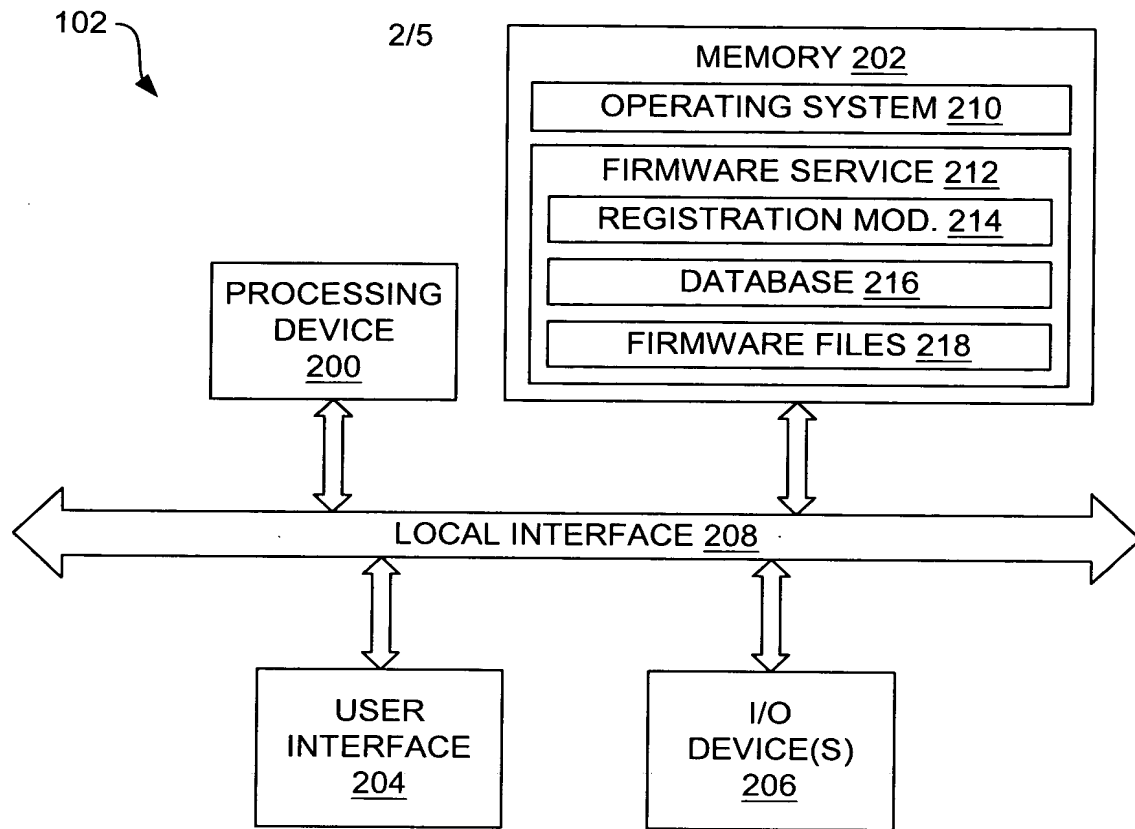 102
2/5
MEMORY 202
OPERATING SYSTEM 210
FIRMWARE SERVICE 212
REGISTRATION MOD. 214
DATABASE 216
FIRMWARE FILES 218
PROCESSING
DEVICE
200
LOCAL INTERFACE 208
USER
INTERFACE
204
I/O
DEVICE(S)
206